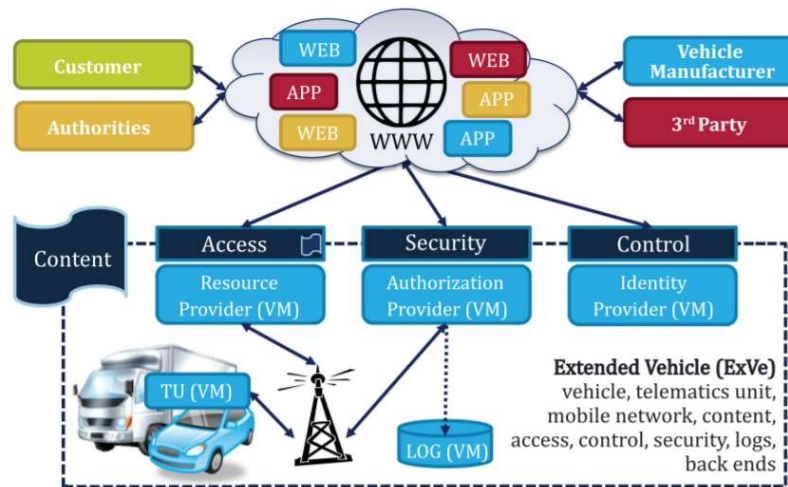 Customer
Authorities
WEB
APP
WEB
WWW
WEB
APP
APP
Vehicle
Manufacturer
3rd Party
Content
Access
Security
Control
Resource
Provider (VM)
Authorization
Provider (VM)
Identity
Provider (VM)
TU (VM)
LOG (VM)
Extended Vehicle (ExVe)
vehicle, telematics unit,
mobile network, content,
access, control, security, logs,
back ends